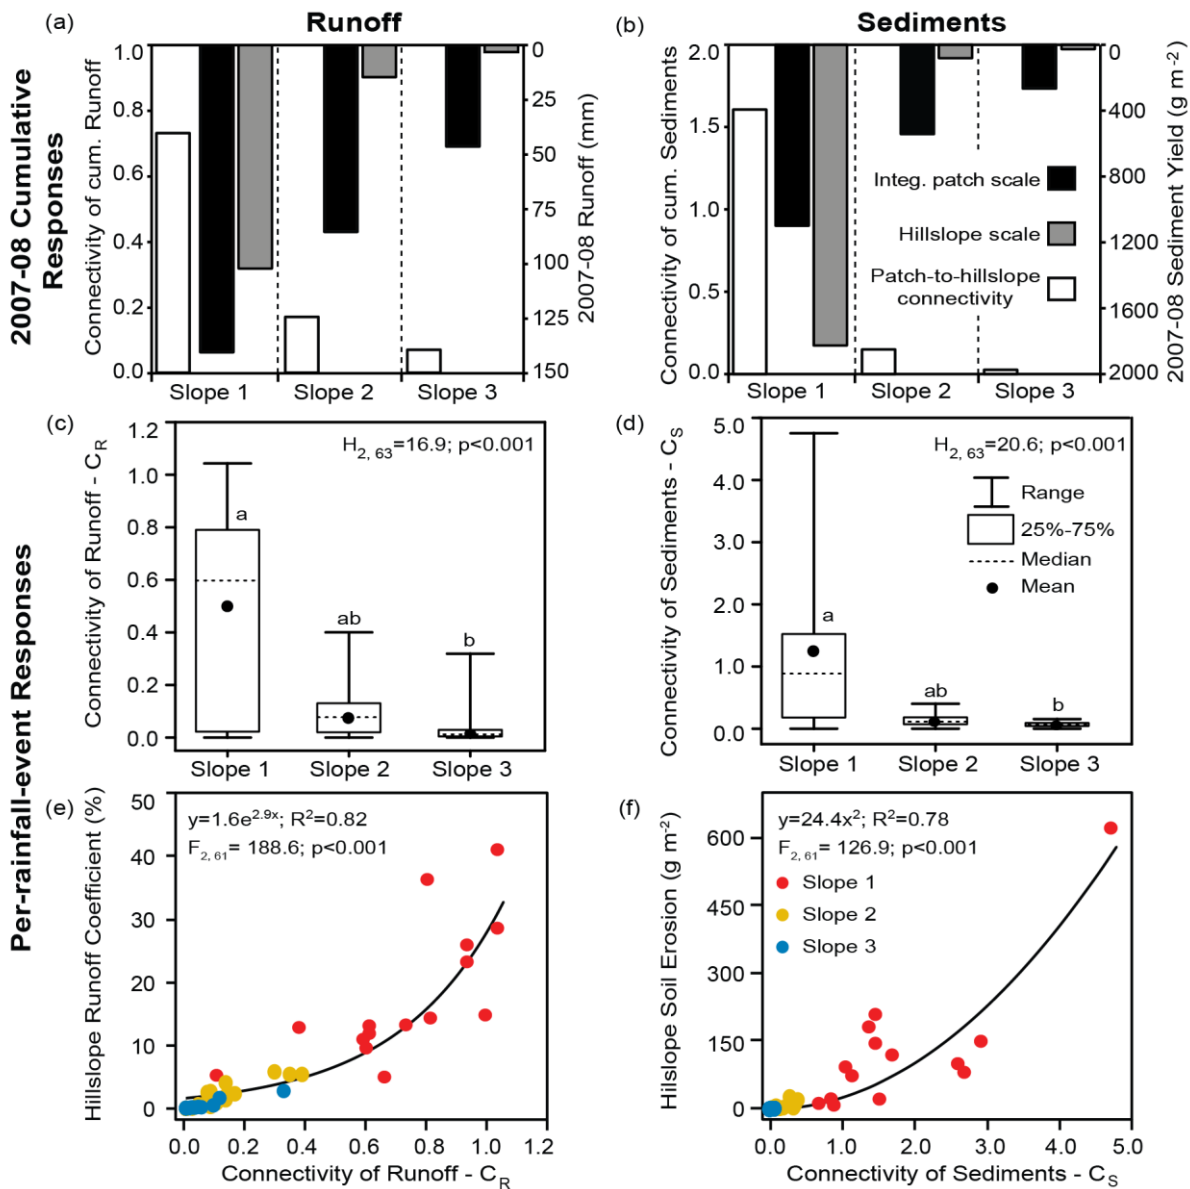 Runoff
Sediments
2007-08 Cumulative
Responses
Per-rainfall-event Responses
(a)
Connectivity of cum. Runoff
1.0
0.8
0.6
0.4
0.2
0.0
0
25
50
75
100
125
150
2007-08 Runoff (mm)
Slope 1
Slope 2
Slope 3
(b)
Connectivity of cum. Sediments
2.0
1.5
1.0
0.5
0.0
0
400
800
1200
1600
2000
2007-08 Sediment Yield (g m-2)
Integ. patch scale
Hillslope scale
Patch-to-hillslope
connectivity
Slope 1
Slope 2
Slope 3
(c)
Connectivity of Runoff - CR
1.2
1.0
0.8
0.6
0.4
0.2
0.0
H2, 63=16.9; p<0.001
a
ab
b
Slope 1
Slope 2
Slope 3
(d)
Connectivity of Sediments - CS
5.0
4.0
3.0
2.0
1.0
0.0
H2, 63=20.6; p<0.001
Range
25%-75%
Median
Mean
a
ab
b
Slope 1
Slope 2
Slope 3
(e)
Hillslope Runoff Coefficient (%)
50
40
30
20
10
0
y=1.6e2.9x; R2=0.82
F2, 61= 188.6; p<0.001
0.0
0.2
0.4
0.6
0.8
1.0
1.2
Connectivity of Runoff - CR
(f)
Hillslope Soil Erosion (g m-2)
600
450
300
150
0
y=24.4x2; R2=0.78
F2, 61= 126.9; p<0.001
Slope 1
Slope 2
Slope 3
0.0
1.0
2.0
3.0
4.0
5.0
Connectivity of Sediments - CS